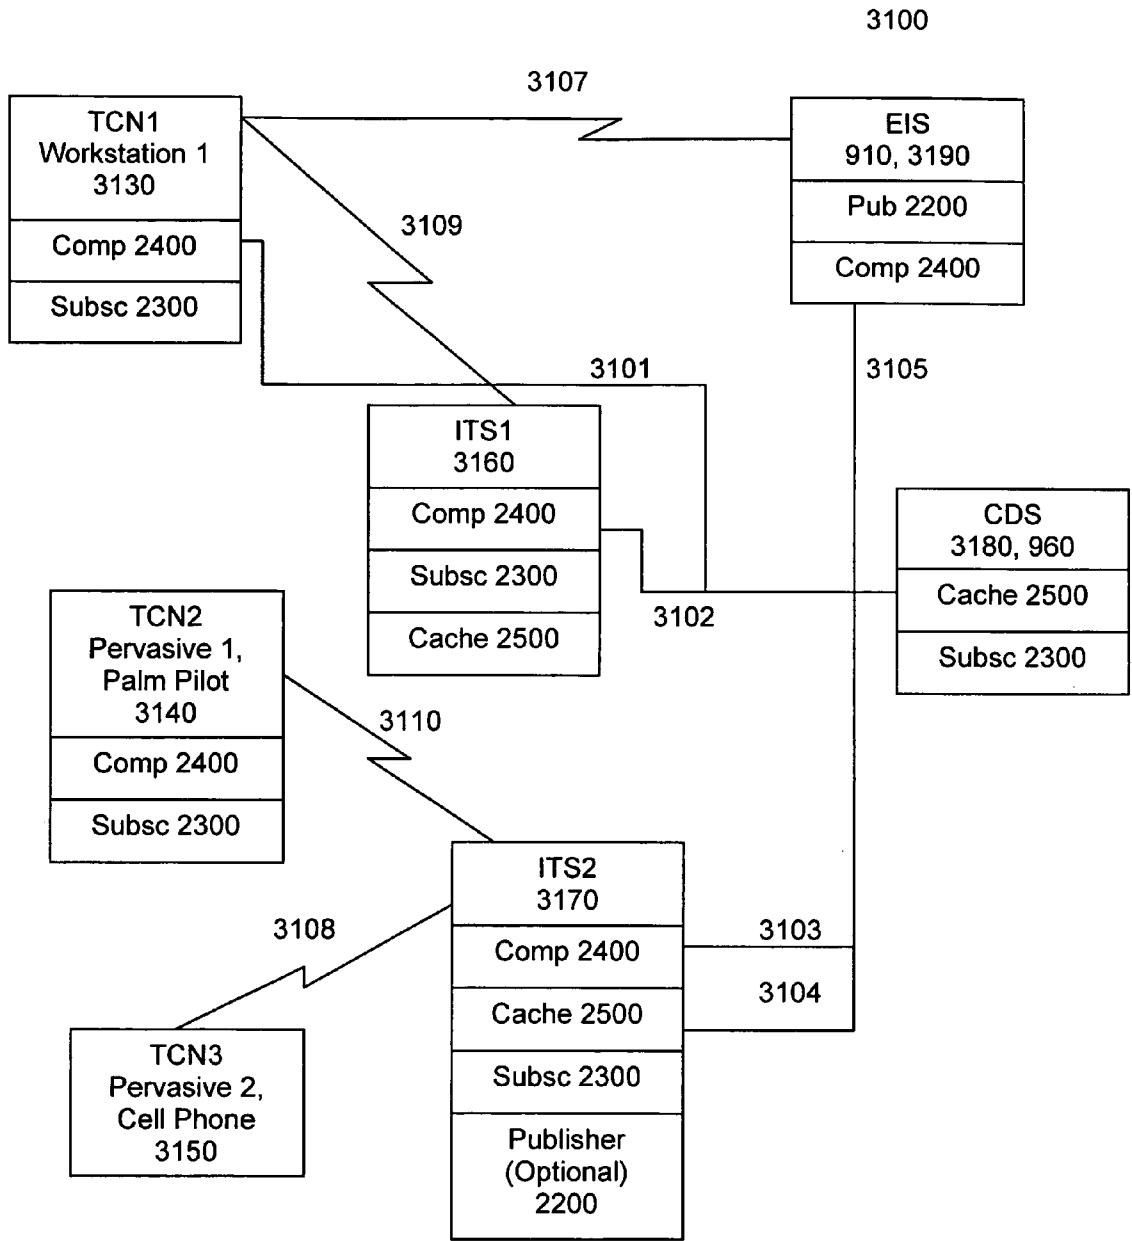 3100
3107
TCN1
Workstation 1
3130
Comp 2400
Subsc 2300
EIS
910, 3190
Pub 2200
Comp 2400
3109
3101
3105
ITS1
3160
Comp 2400
Subsc 2300
Cache 2500
3102
CDS
3180, 960
Cache 2500
Subsc 2300
TCN2
Pervasive 1,
Palm Pilot
3140
Comp 2400
Subsc 2300
3110
ITS2
3170
Comp 2400
Cache 2500
Subsc 2300
Publisher
(Optional)
2200
3103
3104
3108
TCN3
Pervasive 2,
Cell Phone
3150